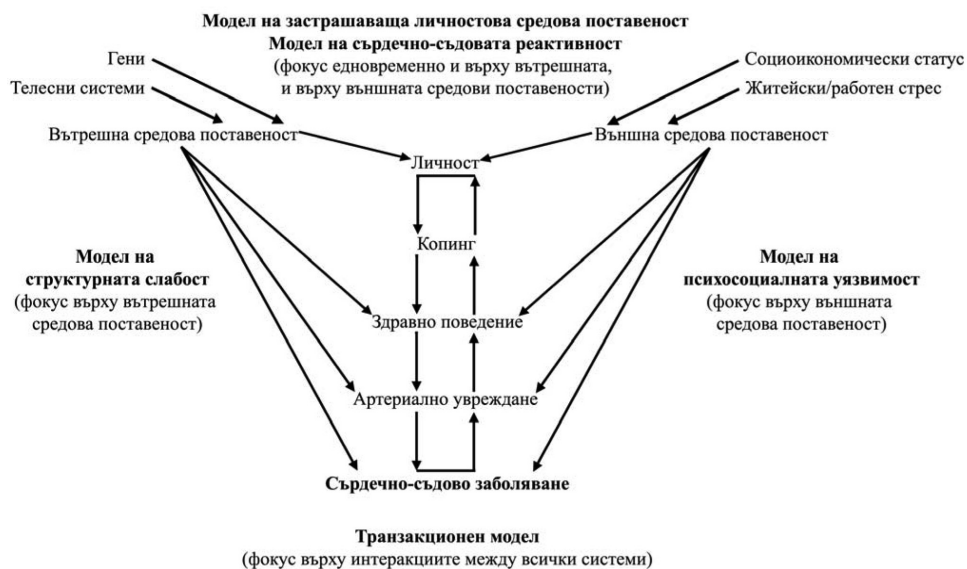 Модел на застрашаваща личностова средова поставеност
Модел на сърдечно-съдовата реактивност
(фокус едновременно и върху вътрешната,
и върху външната средови поставености)
Гени
Телесни системи
Вътрешна средова поставеност
Социоикономически статус
Житейски/работен стрес
Външна средова поставеност
Личност
Копинг
Модел на
структурната слабост
(фокус върху вътрешната
средова поставеност)
Модел на
психосоциалната уязвимост
(фокус върху външната
средова поставеност)
Здравно поведение
Артериално увреждане
Сърдечно-съдово заболяване
Транзакционен модел
(фокус върху интеракциите между всички системи)